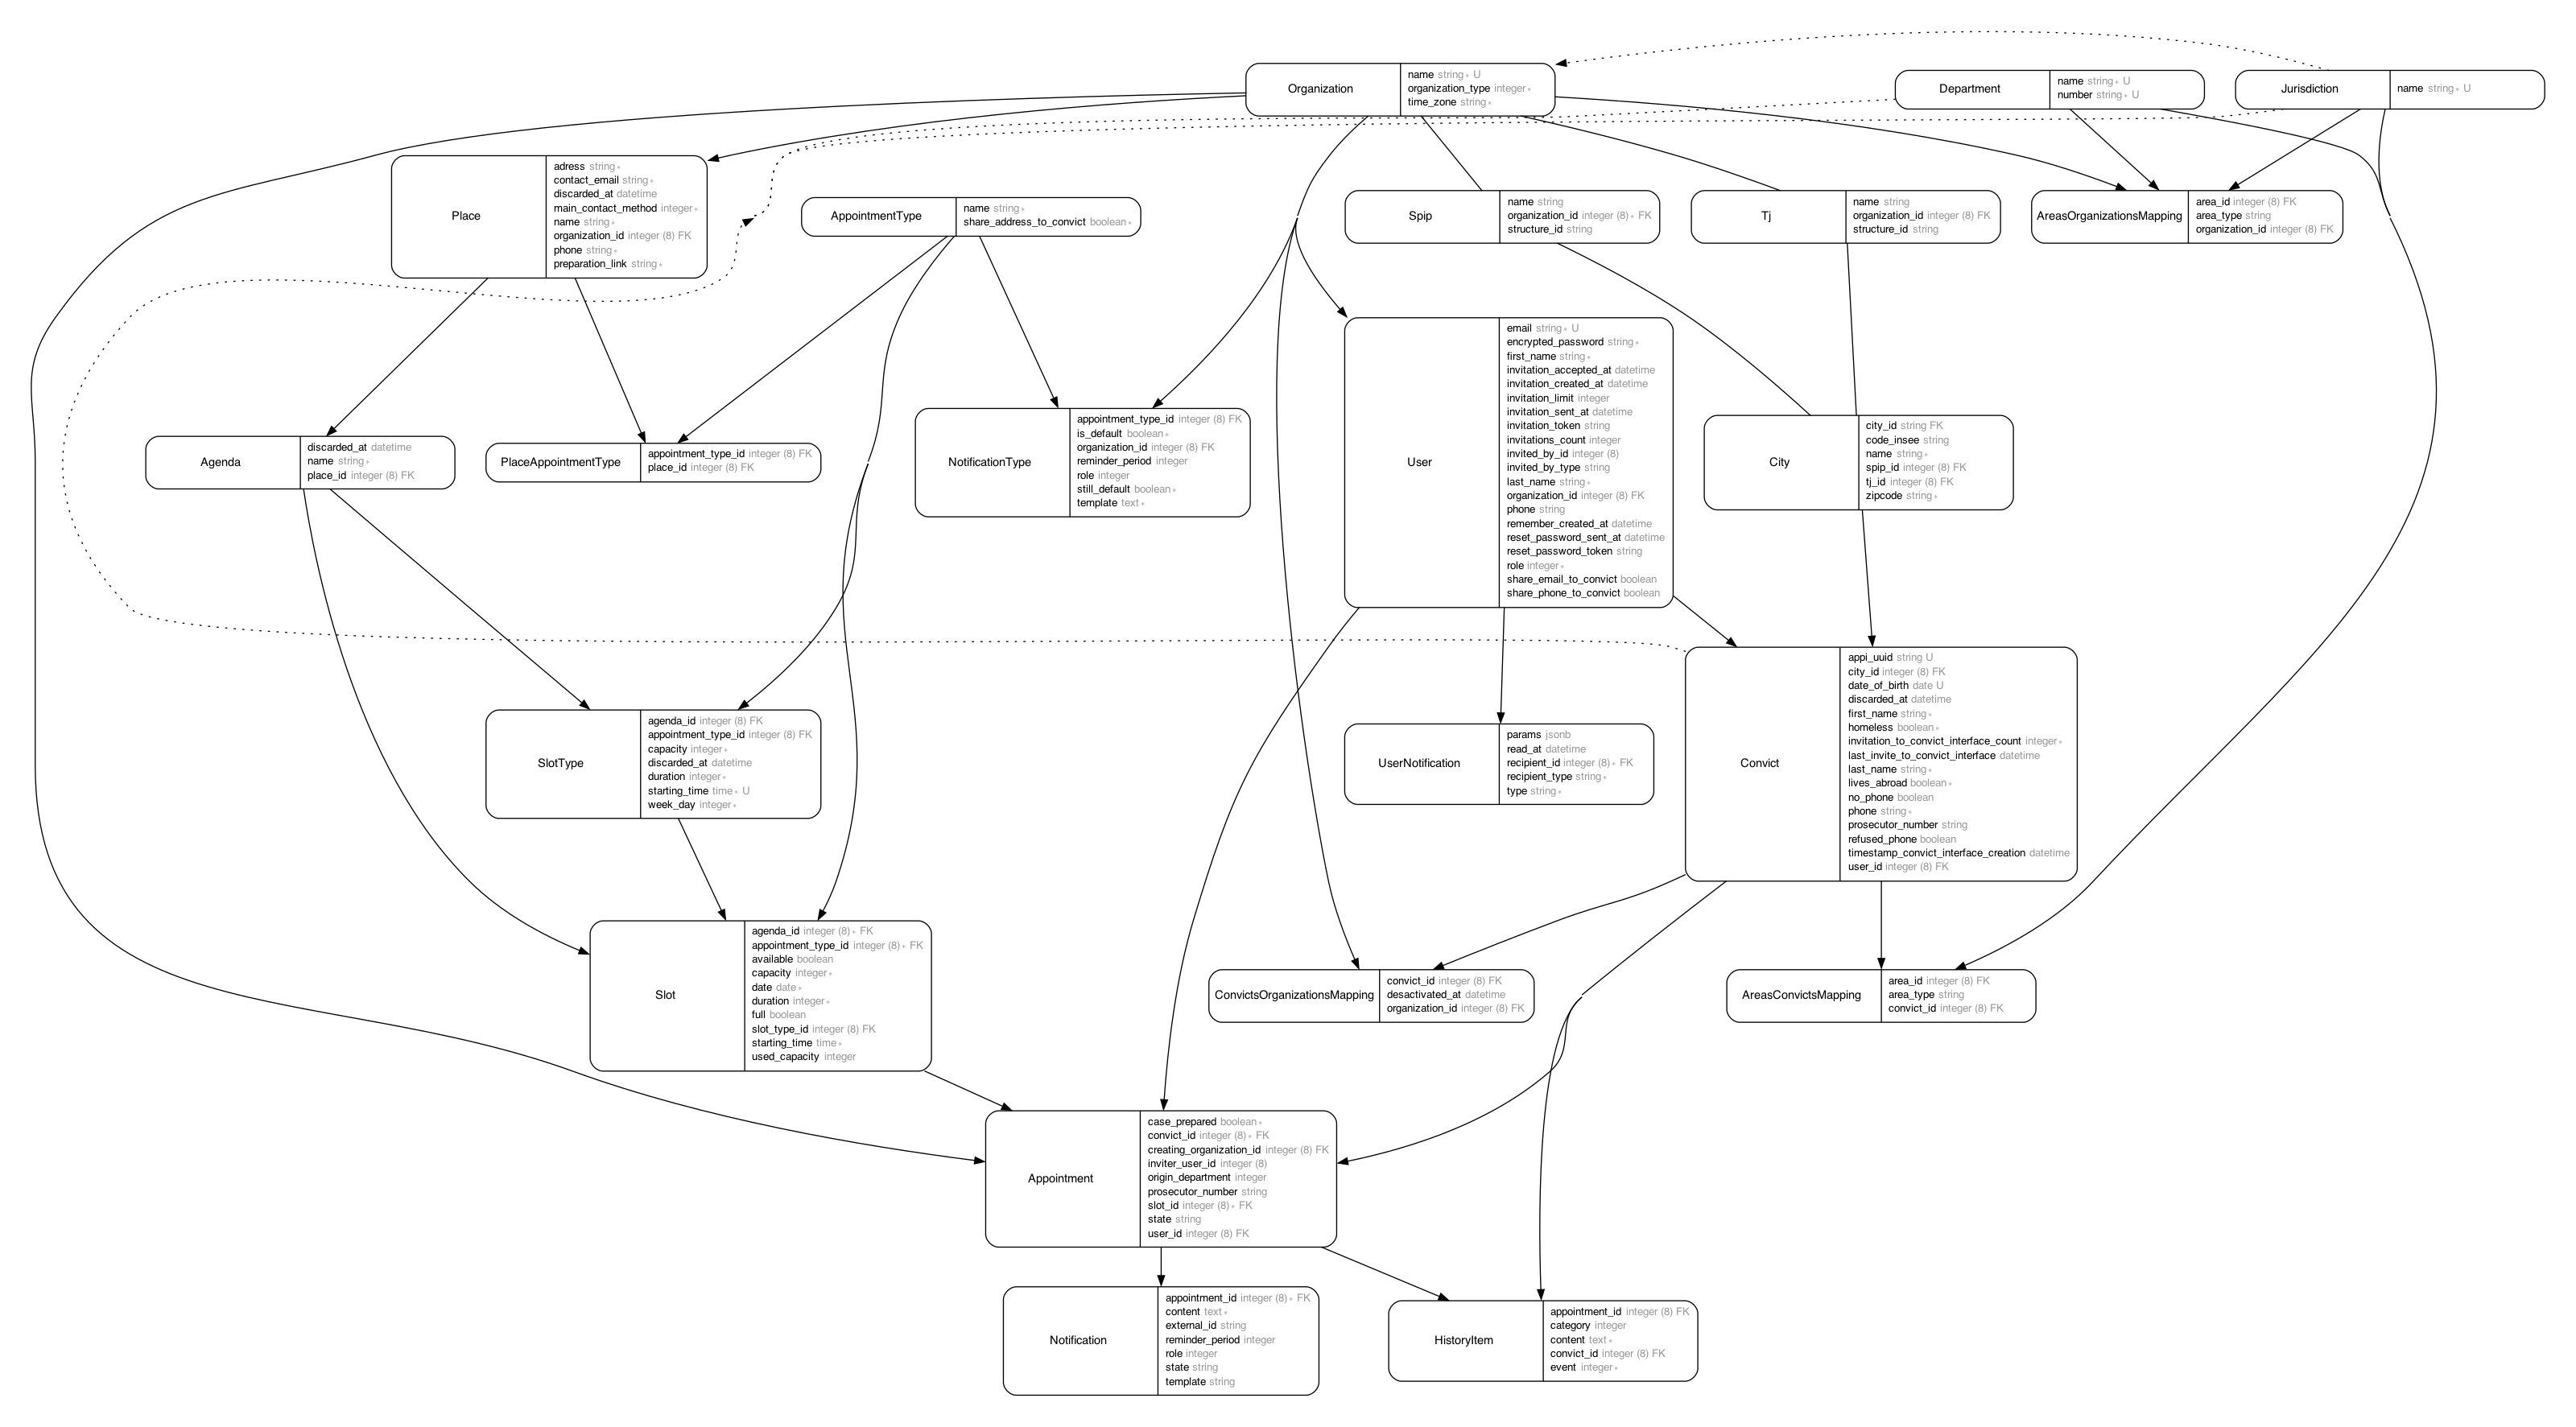 Organization
name string∗ U
organization_type integer∗
time_zone string∗
Department
name string∗ U
number string∗ U
Jurisdiction
name string∗ U
Place
adress string∗
contact_email string∗
discarded_at datetime
main_contact_method integer∗
name string∗
organization_id integer (8) FK
phone string∗
preparation_link string∗
AppointmentType
name string∗
share_address_to_convict boolean∗
Spip
name string
organization_id integer (8)∗ FK
structure_id string
Tj
name string
organization_id integer (8) FK
structure_id string
AreasOrganizationsMapping
area_id integer (8) FK
area_type string
organization_id integer (8) FK
Agenda
discarded_at datetime
name string∗
place_id integer (8) FK
PlaceAppointmentType
appointment_type_id integer (8) FK
place_id integer (8) FK
NotificationType
appointment_type_id integer (8) FK
is_default boolean∗
organization_id integer (8) FK
reminder_period integer
role integer
still_default boolean∗
template text∗
User
email string∗ U
encrypted_password string∗
first_name string∗
invitation_accepted_at datetime
invitation_created_at datetime
invitation_limit integer
invitation_sent_at datetime
invitation_token string
invitations_count integer
invited_by_id integer (8)
invited_by_type string
last_name string∗
organization_id integer (8) FK
phone string
remember_created_at datetime
reset_password_sent_at datetime
reset_password_token string
role integer∗
share_email_to_convict boolean
share_phone_to_convict boolean
City
city_id string FK
code_insee string
name string∗
spip_id integer (8) FK
tj_id integer (8) FK
zipcode string∗
SlotType
agenda_id integer (8) FK
appointment_type_id integer (8) FK
capacity integer∗
discarded_at datetime
duration integer∗
starting_time time∗ U
week_day integer∗
UserNotification
params jsonb
read_at datetime
recipient_id integer (8)∗ FK
recipient_type string∗
type string∗
Convict
appi_uuid string U
city_id integer (8) FK
date_of_birth date U
discarded_at datetime
first_name string∗
homeless boolean∗
invitation_to_convict_interface_count integer∗
last_invite_to_convict_interface datetime
last_name string∗
lives_abroad boolean∗
no_phone boolean
phone string∗
prosecutor_number string
refused_phone boolean
timestamp_convict_interface_creation datetime
user_id integer (8) FK
Slot
agenda_id integer (8)∗ FK
appointment_type_id integer (8)∗ FK
available boolean
capacity integer∗
date date∗
duration integer∗
full boolean
slot_type_id integer (8) FK
starting_time time∗
used_capacity integer
ConvictsOrganizationsMapping
convict_id integer (8) FK
desactivated_at datetime
organization_id integer (8) FK
AreasConvictsMapping
area_id integer (8) FK
area_type string
convict_id integer (8) FK
Appointment
case_prepared boolean∗
convict_id integer (8)∗ FK
creating_organization_id integer (8) FK
inviter_user_id integer (8)
origin_department integer
prosecutor_number string
slot_id integer (8)∗ FK
state string
user_id integer (8) FK
Notification
appointment_id integer (8)∗ FK
content text∗
external_id string
reminder_period integer
role integer
state string
template string
HistoryItem
appointment_id integer (8) FK
category integer
content text∗
convict_id integer (8) FK
event integer∗